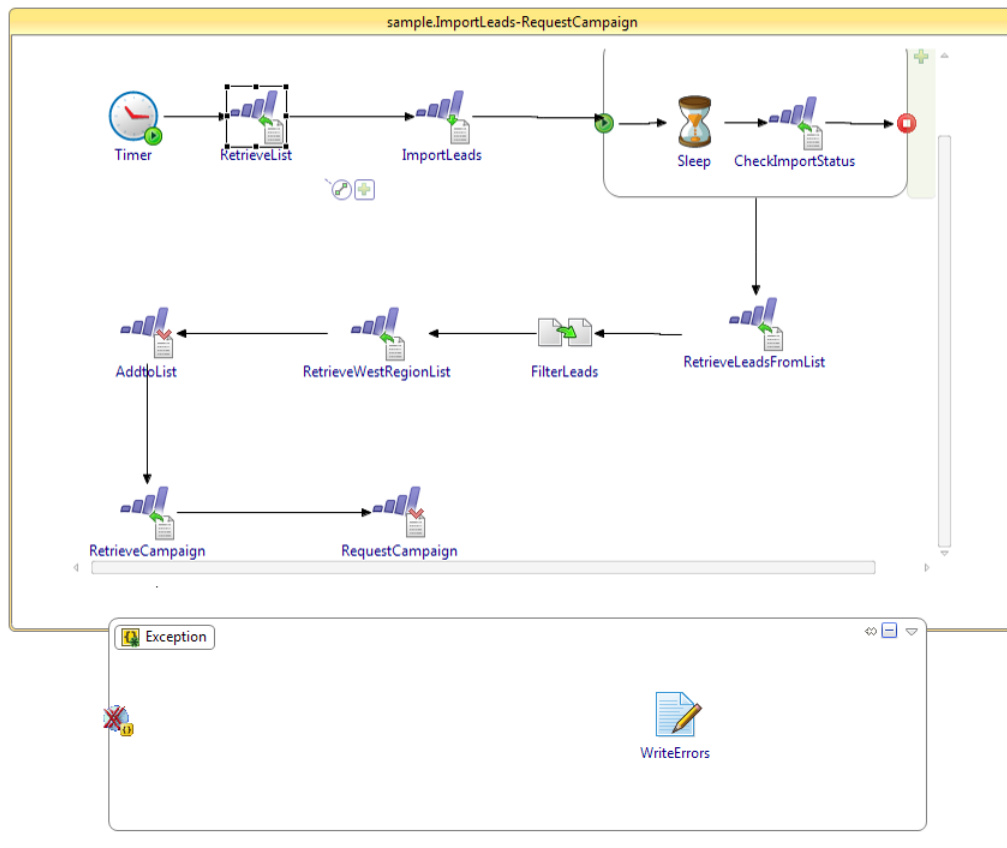 sample.ImportLeads-RequestCampaign
Timer
RetrieveList
ImportLeads
Sleep
CheckImportStatus
AddtoList
RetrieveWestRegionList
FilterLeads
RetrieveLeadsFromList
RetrieveCampaign
RequestCampaign
Exception
WriteErrors